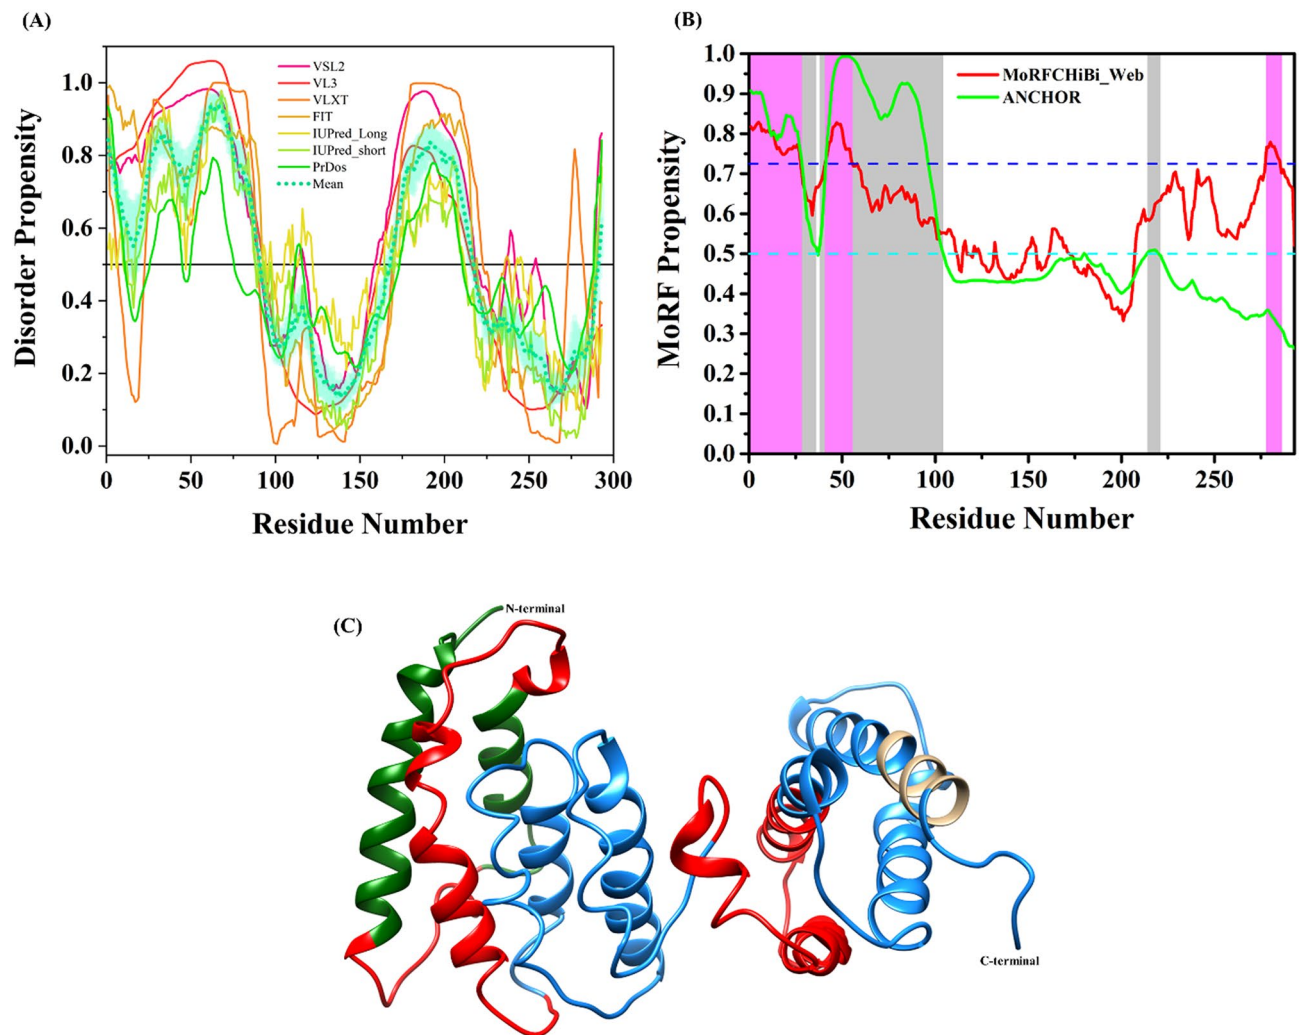 (A)
Disorder Propensity
1.0
0.8
0.6
0.4
0.2
0.0
VSL2
VL3
VLXT
FIT
IUPred_Long
IUPred_short
PrDos
Mean
0 50 100 150 200 250 300
Residue Number
(B)
MoRF Propensity
1.0
0.9
0.8
0.7
0.6
0.5
0.4
0.3
0.2
0.1
0.0
MoRFCHiBi_Web
ANCHOR
0 50 100 150 200 250
Residue Number
(C)
N-terminal
C-terminal